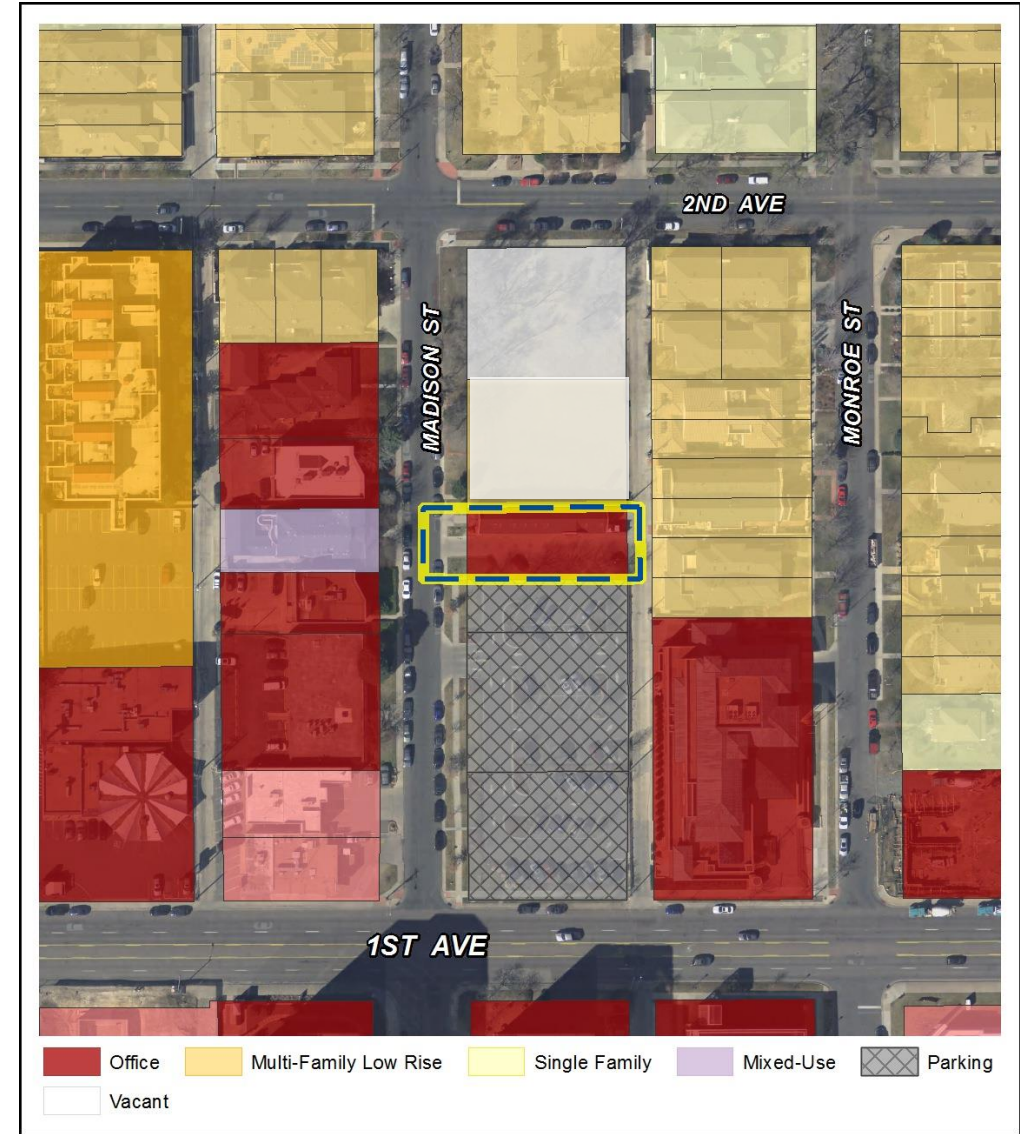 2ND AVE
MADISON ST
MONROE ST
1ST AVE
Office
Multi-Family Low Rise
Single Family
Mixed-Use
Parking
Vacant